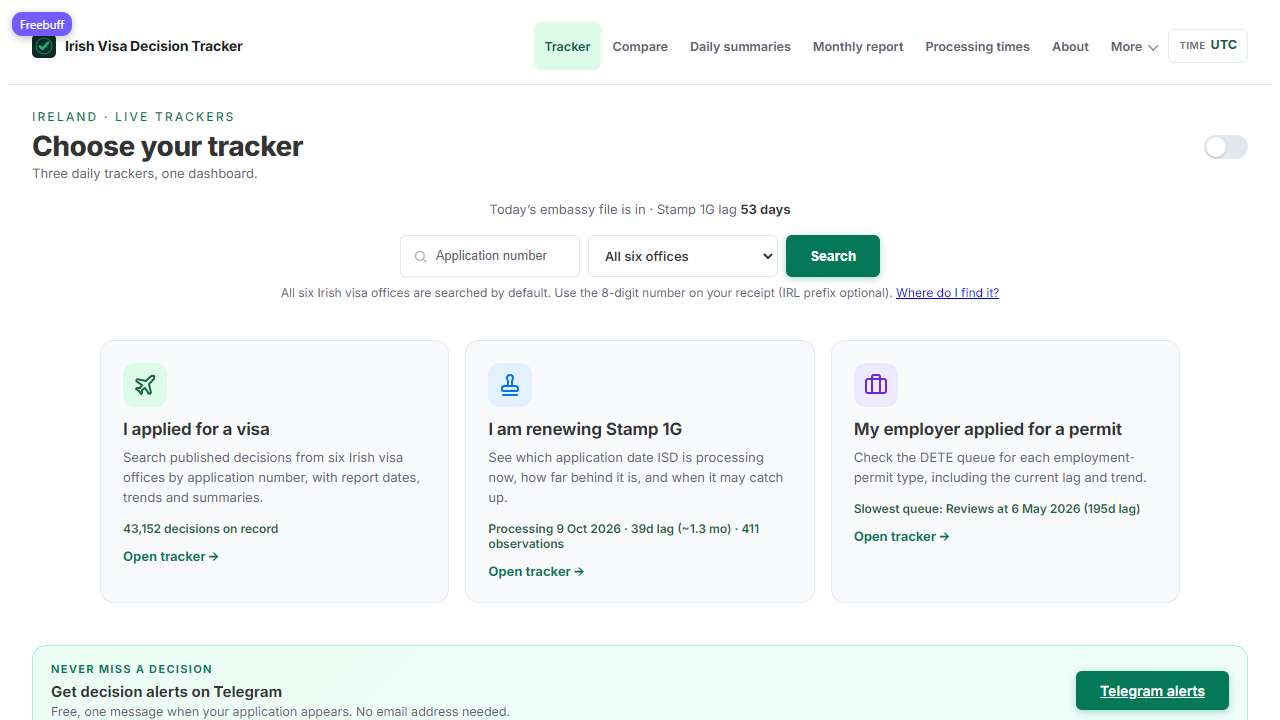 Freebuff
Irish Visa Decision Tracker
Tracker
Compare
Daily summaries
Monthly report
Processing times
About
More
TIME UTC
IRELAND · LIVE TRACKERS
Choose your tracker
Three daily trackers, one dashboard.
Today's embassy file is in · Stamp 1G lag 53 days
Application number
All six offices
Search
All six Irish visa offices are searched by default. Use the 8-digit number on your receipt (IRL prefix optional). Where do I find it?
I applied for a visa
Search published decisions from six Irish visa
offices by application number, with report dates,
trends and summaries.
43,152 decisions on record
Open tracker →
I am renewing Stamp 1G
See which application date ISD is processing
now, how far behind it is, and when it may catch
up.
Processing 9 Oct 2026 · 39d lag (~1.3 mo) · 411
observations
Open tracker →
My employer applied for a permit
Check the DETE queue for each employment-
permit type, including the current lag and trend.
Slowest queue: Reviews at 6 May 2026 (195d lag)
Open tracker →
NEVER MISS A DECISION
Get decision alerts on Telegram
Free, one message when your application appears. No email address needed.
Telegram alerts